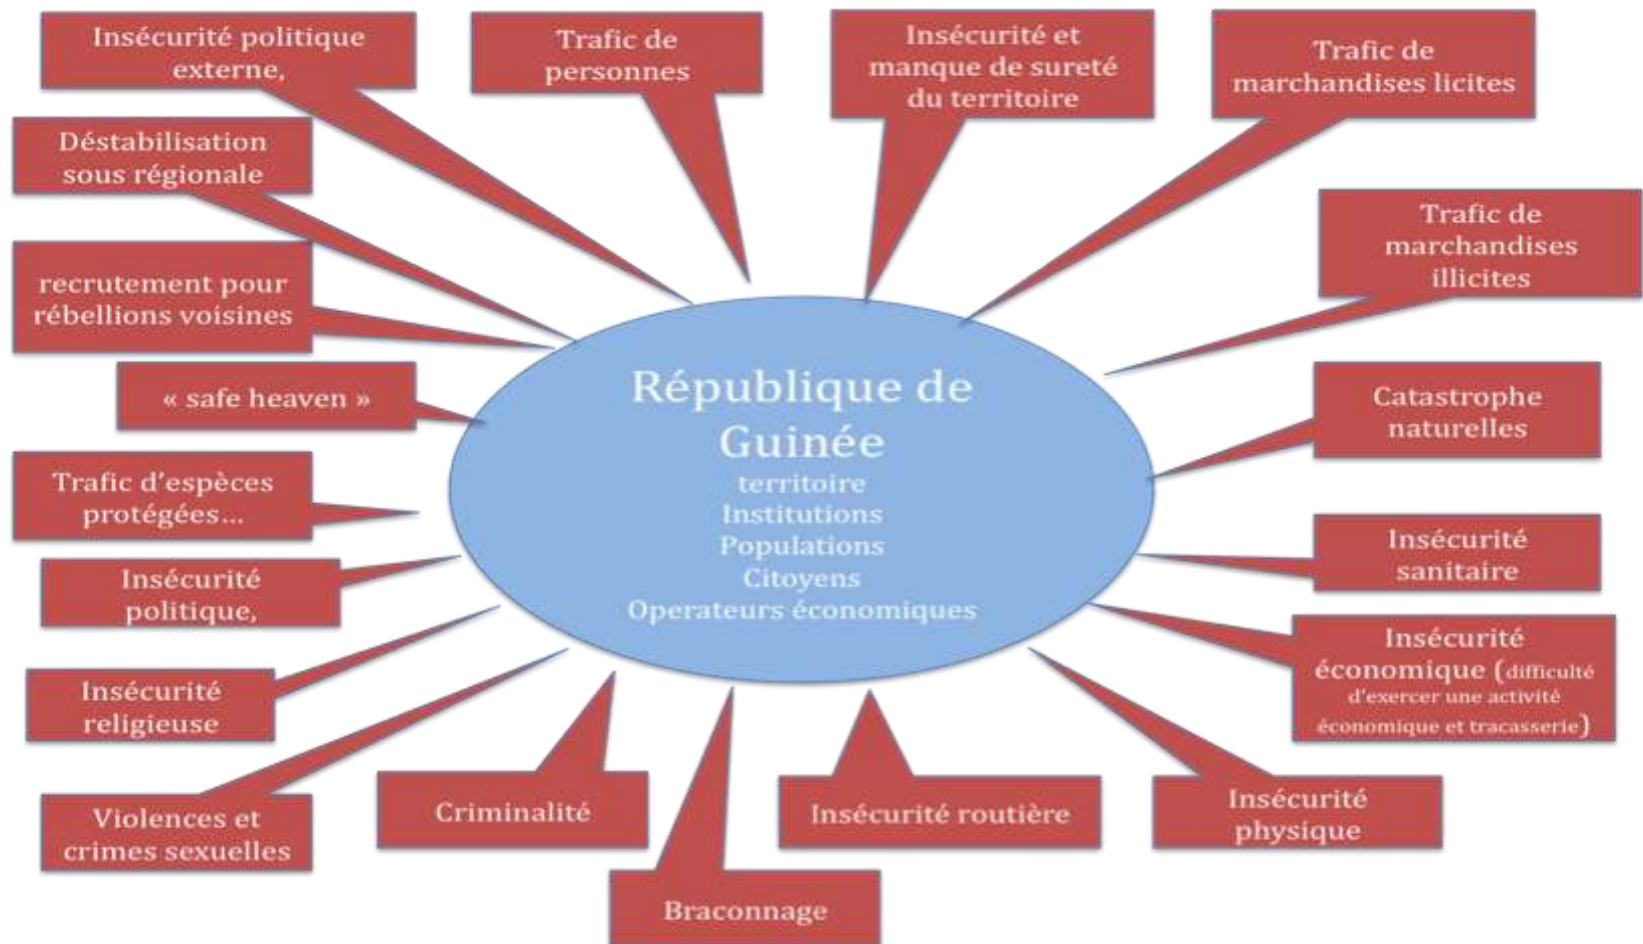 Insécurité politique
externe,
Trafic de
personnes
Insécurité et
manque de sureté
du territoire
Trafic de
marchandises licites
Déstabilisation
sous régionale
Trafic de
marchandises
illicites
recrutement pour
rébellions voisines
« safe heaven »
République de
Guinée
territoire
Institutions
Populations
Citoyens
Operateurs économiques
Catastrophe
naturelles
Trafic d'espèces
protégées...
Insécurité
sanitaire
Insécurité
politique,
Insécurité
économique (difficulté
d'exercer une activité
économique et tracasserie)
Insécurité
religieuse
Violences et
crimes sexuelles
Criminalité
Insécurité routière
Insécurité
physique
Braconnage